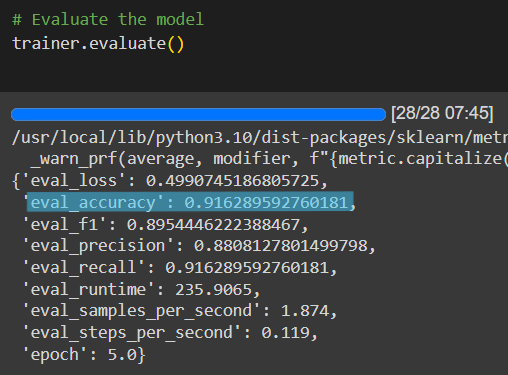 # Evaluate the model
trainer.evaluate()
[28/28 07:45]
/usr/local/lib/python3.10/dist-packages/sklearn/metr
_warn_prf(average, modifier, f"{metric.capitalize(
{'eval_loss': 0.4990745186805725,
'eval_accuracy': 0.916289592760181,
'eval_f1': 0.8954446222388467,
'eval_precision': 0.8808127801499798,
'eval_recall': 0.916289592760181,
'eval_runtime': 235.9065,
'eval_samples_per_second': 1.874,
'eval_steps_per_second': 0.119,
'epoch': 5.0}